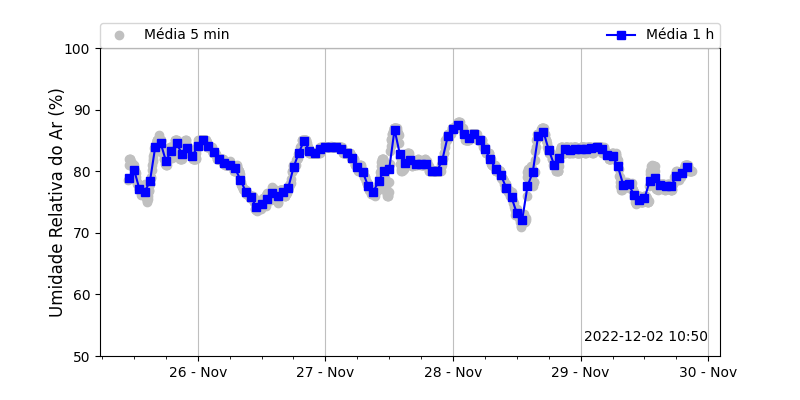 Média 5 min
Média 1 h
Umidade Relativa do Ar (%)
100
90
80
70
60
50
2022-12-02 10:50
26 - Nov
27 - Nov
28 - Nov
29 - Nov
30 - Nov